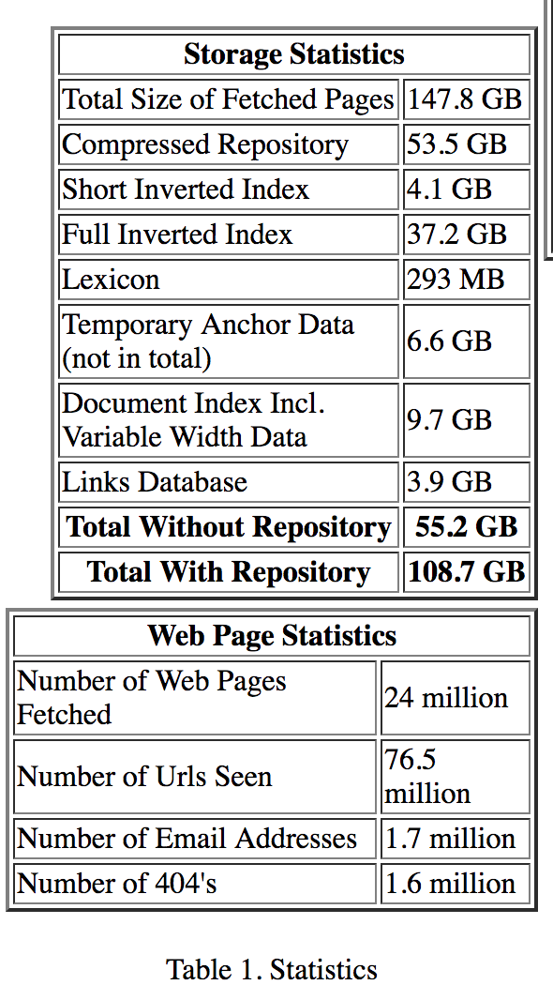 Storage Statistics
Total Size of Fetched Pages 147.8 GB
Compressed Repository 53.5 GB
Short Inverted Index 4.1 GB
Full Inverted Index 37.2 GB
Lexicon 293 MB
Temporary Anchor Data
(not in total) 6.6 GB
Document Index Incl.
Variable Width Data 9.7 GB
Links Database 3.9 GB
Total Without Repository 55.2 GB
Total With Repository 108.7 GB
Web Page Statistics
Number of Web Pages
Fetched 24 million
Number of Urls Seen 76.5
million
Number of Email Addresses 1.7 million
Number of 404's 1.6 million
Table 1. Statistics